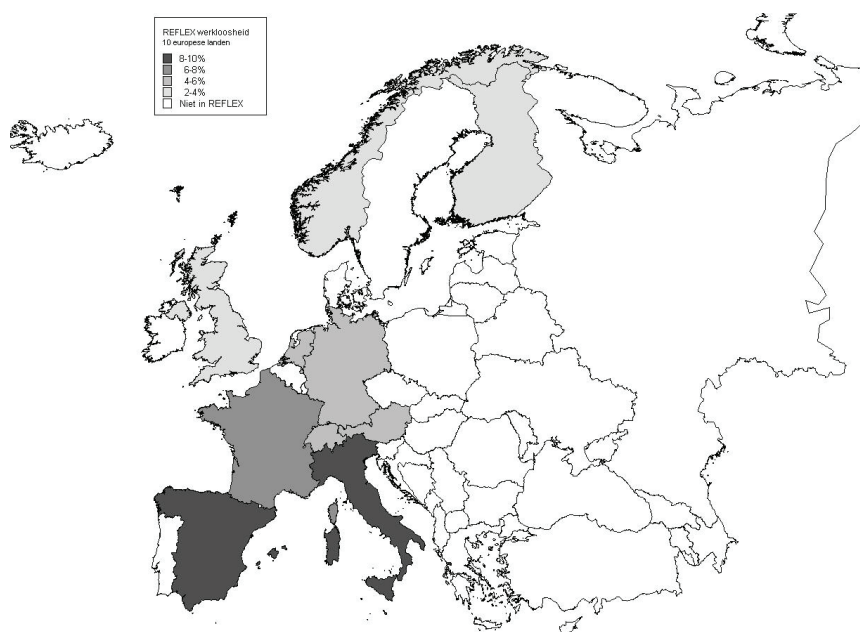 REFLEX werkloosheid
10 europese landen
8-10%
6-8%
4-6%
2-4%
Niet in REFLEX